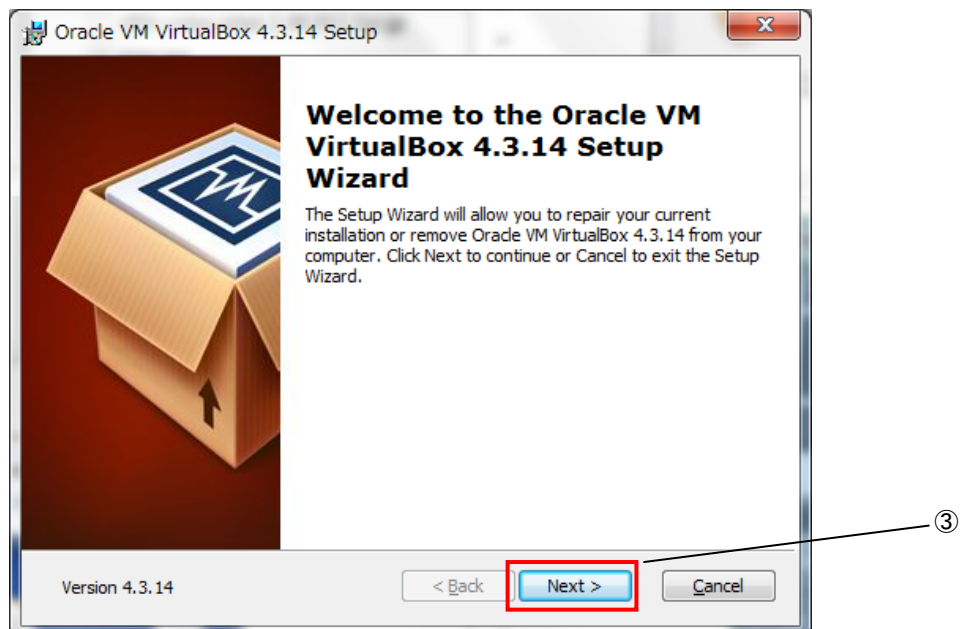 Oracle VM VirtualBox 4.3.14 Setup
X
Welcome to the Oracle VM
VirtualBox 4.3.14 Setup
Wizard
The Setup Wizard will allow you to repair your current
installation or remove Oracle VM VirtualBox 4.3.14 from your
computer. Click Next to continue or Cancel to exit the Setup
Wizard.
③
Version 4.3.14 < Back Next > Cancel